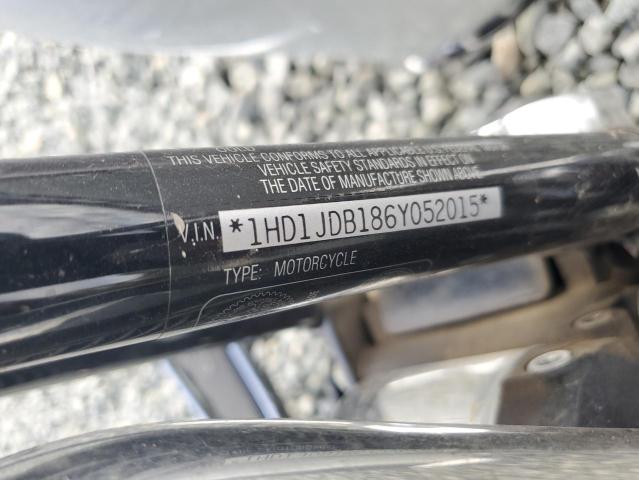 THIS VEHICLE CONFORMS TO ALL APPLICABLE
VEHICLE SAFETY STANDARDS IN EFFECT ON
THE DATE OF MANUFACTURE SHOWN ABOVE
V.I.N. *1HD1JDB186Y052015*
TYPE: MOTORCYCLE